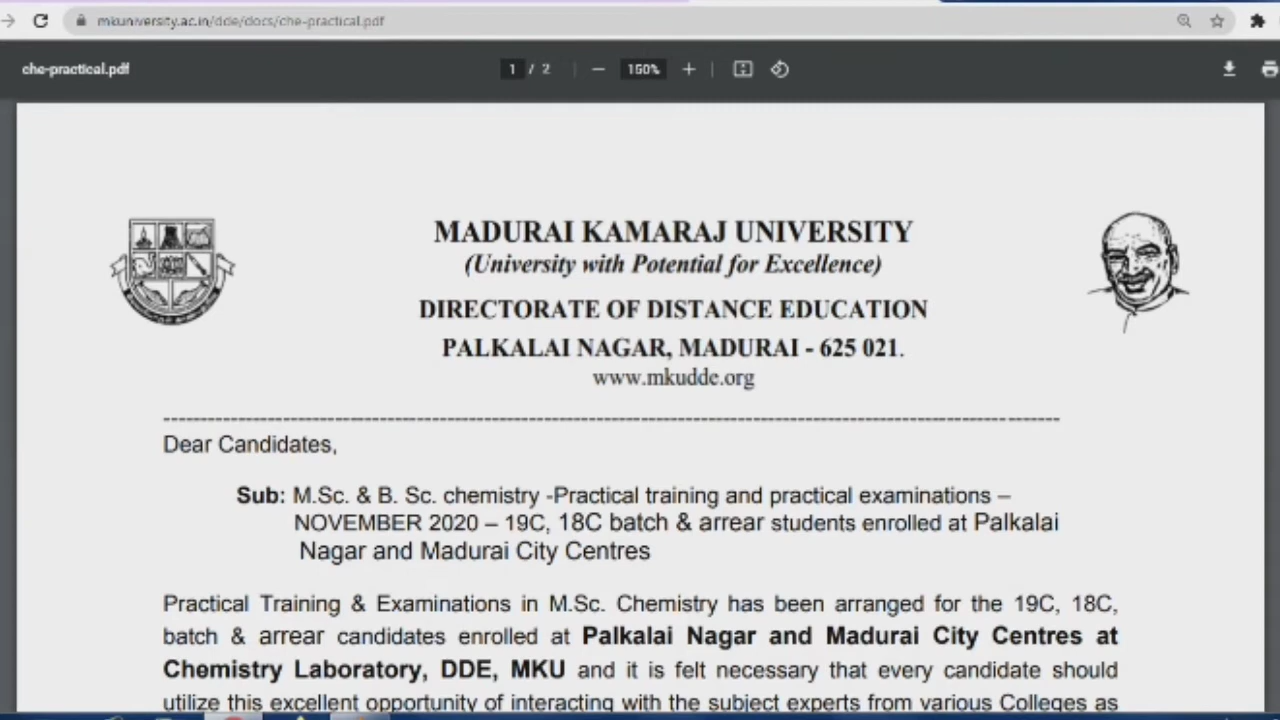 mkuniversity.ac.in/dde/docs/che-practical.pdf
che-practical.pdf
1 / 2
150%
MADURAI KAMARAJ UNIVERSITY
(University with Potential for Excellence)
DIRECTORATE OF DISTANCE EDUCATION
PALKALAI NAGAR, MADURAI - 625 021.
www.mkudde.org
Dear Candidates,
Sub: M.Sc. & B. Sc. chemistry -Practical training and practical examinations –
NOVEMBER 2020 – 19C, 18C batch & arrear students enrolled at Palkalai
Nagar and Madurai City Centres
Practical Training & Examinations in M.Sc. Chemistry has been arranged for the 19C, 18C,
batch & arrear candidates enrolled at Palkalai Nagar and Madurai City Centres at
Chemistry Laboratory, DDE, MKU and it is felt necessary that every candidate should
utilize this excellent opportunity of interacting with the subject experts from various Colleges as